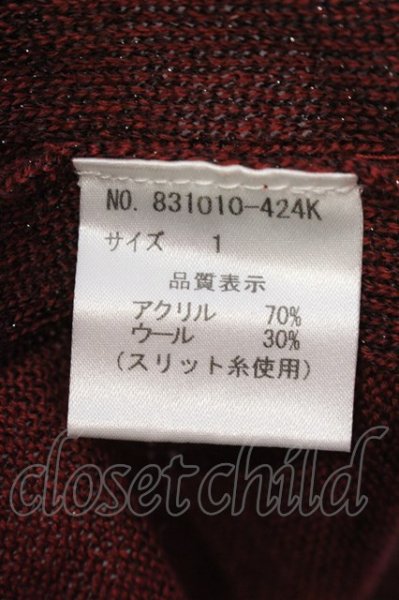 NO. 831010-424K
サイズ 1
品質表示
アクリル 70%
ウール 30%
(スリット糸使用)
closetchild